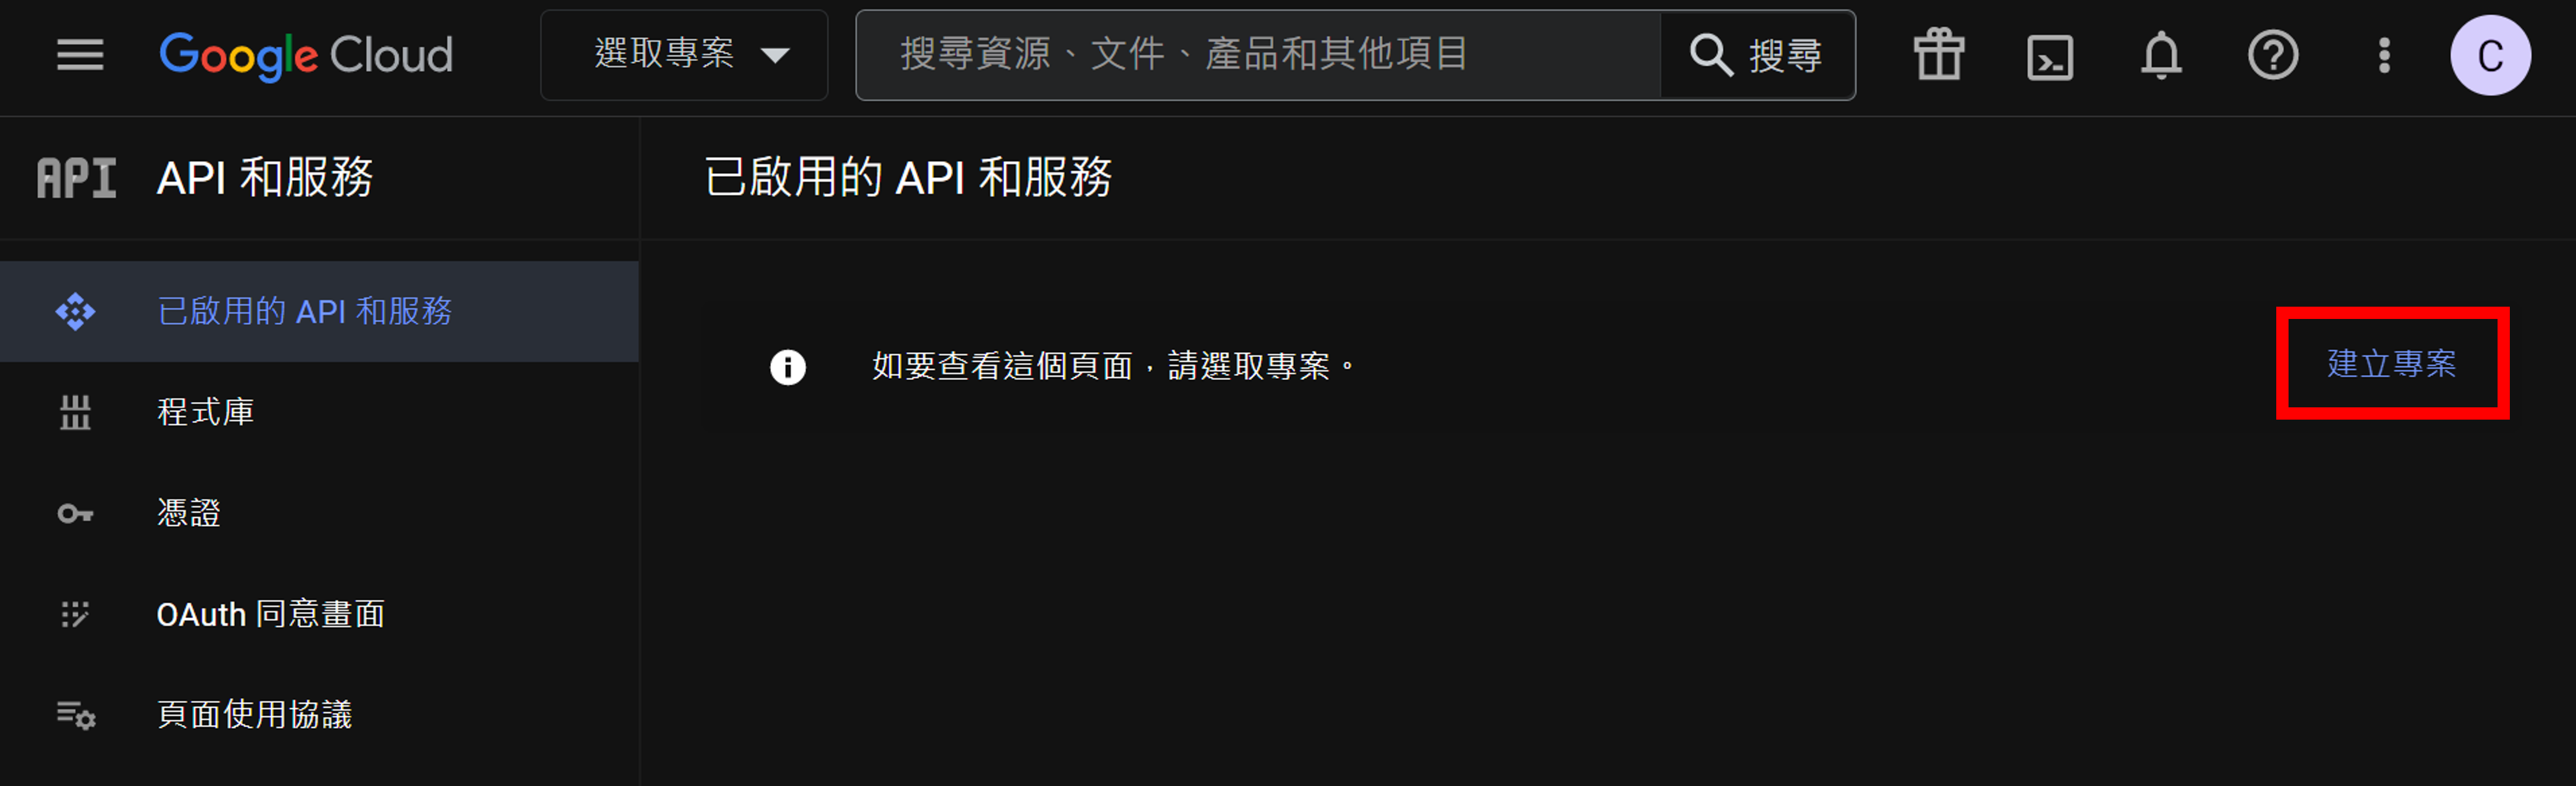 Google Cloud
選取專案
搜尋資源、文件、產品和其他項目
搜尋
C
API
API 和服務
已啟用的 API 和服務
已啟用的 API 和服務
程式庫
憑證
OAuth 同意畫面
頁面使用協議
如要查看這個頁面，請選取專案。
建立專案